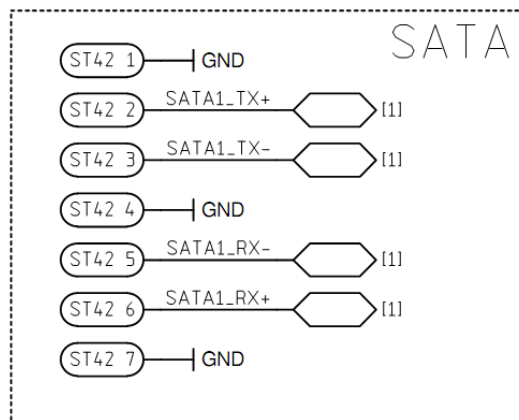 SATA
ST42 1 GND
ST42 2 SATA1_TX+ [1]
ST42 3 SATA1_TX- [1]
ST42 4 GND
ST42 5 SATA1_RX- [1]
ST42 6 SATA1_RX+ [1]
ST42 7 GND